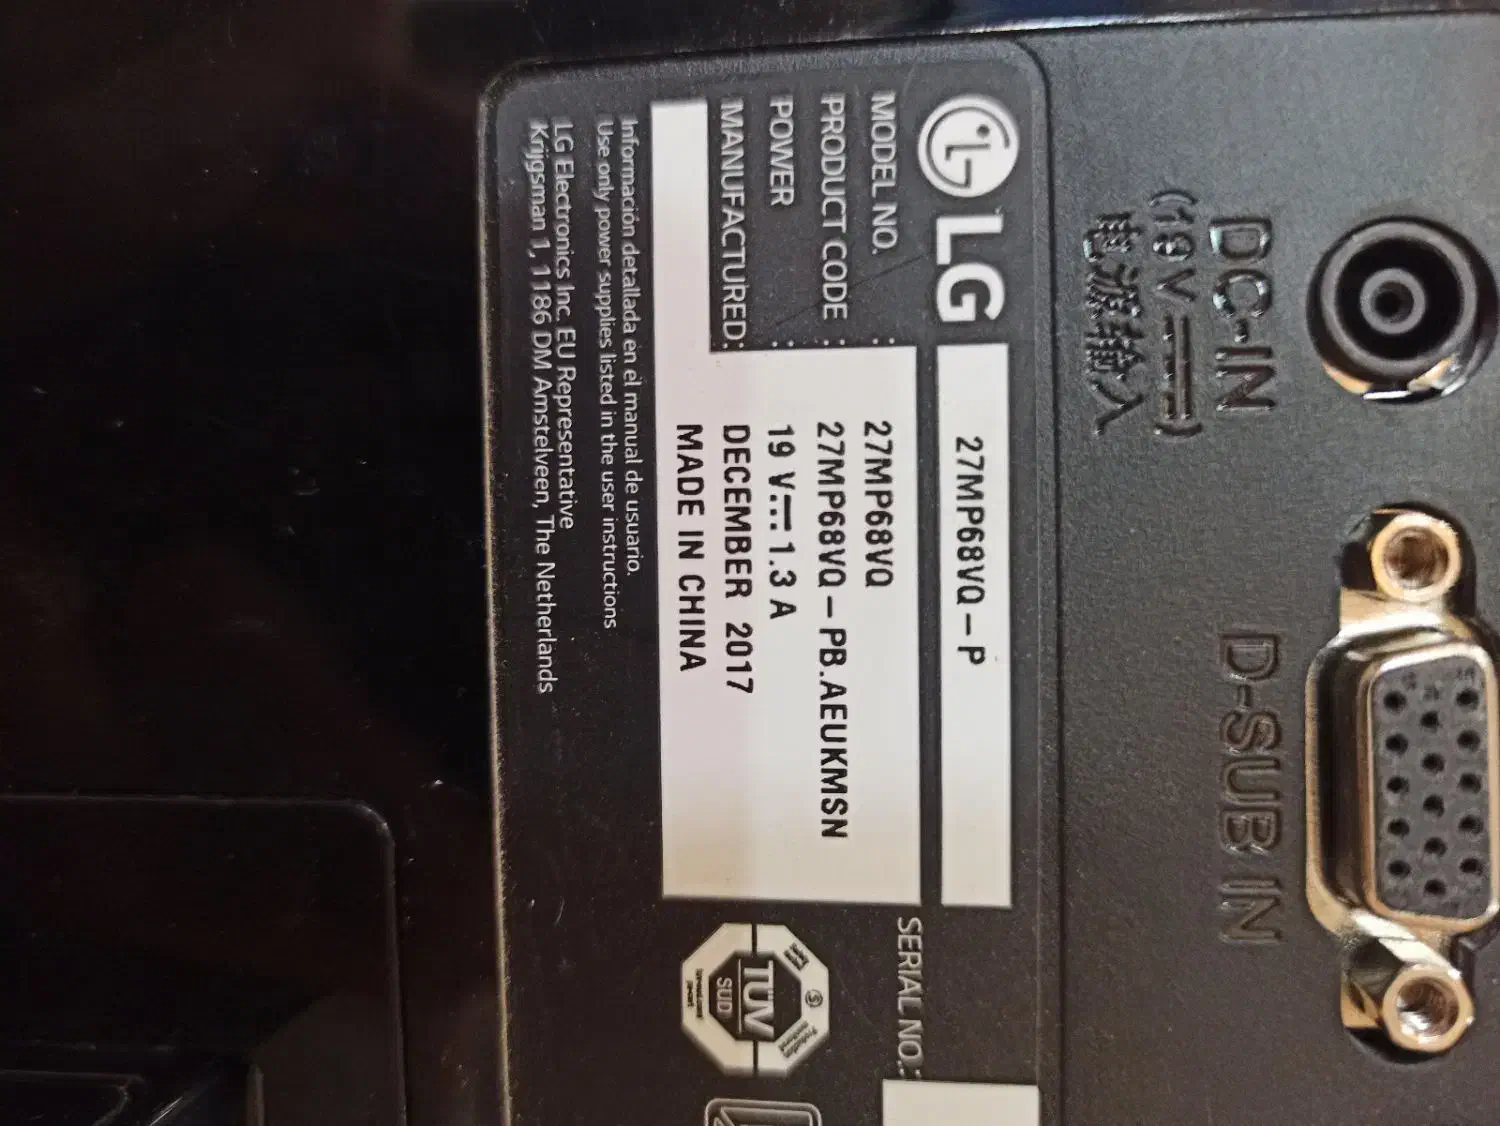 DC-IN
(19V⎓)
电源输入
D-SUB IN
LG
27MP68VQ-P
MODEL NO. : 27MP68VQ
PRODUCT CODE : 27MP68VQ-PB.AEUKMSN
POWER : 19 V⎓1.3 A
MANUFACTURED: DECEMBER 2017
MADE IN CHINA
Información detallada en el manual de usuario.
Use only power supplies listed in the user instructions
LG Electronics Inc. EU Representative
Krijgsman 1, 1186 DM Amstelveen, The Netherlands
SERIAL NO.:
TÜV
SUD